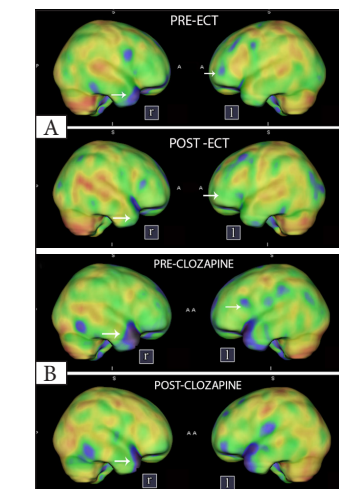 S S
PRE-ECT
P A A
r l
A
S S
POST -ECT
A A
r l
I
S S
PRE-CLOZAPINE
A A
r l
B
S S
POST-CLOZAPINE
P A A
r l